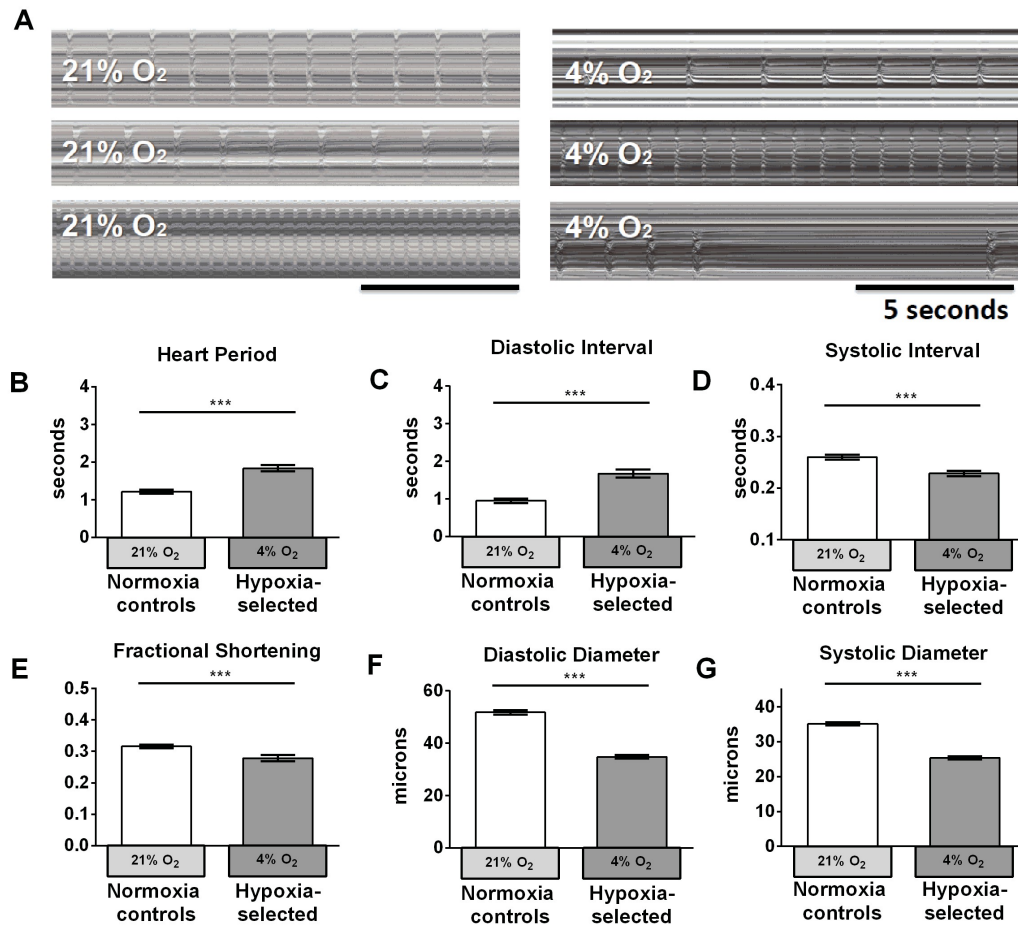 A
21% O₂
21% O₂
21% O₂
4% O₂
4% O₂
4% O₂
5 seconds
B
Heart Period
***
seconds
4
3
2
1
0
21% O₂
4% O₂
Normoxia
controls
Hypoxia-
selected
C
Diastolic Interval
***
seconds
4
3
2
1
0
21% O₂
4% O₂
Normoxia
controls
Hypoxia-
selected
D
Systolic Interval
***
seconds
0.4
0.3
0.2
0.1
21% O₂
4% O₂
Normoxia
controls
Hypoxia-
selected
E
Fractional Shortening
***
0.5
0.4
0.3
0.2
0.1
0.0
21% O₂
4% O₂
Normoxia
controls
Hypoxia-
selected
F
Diastolic Diameter
***
microns
60
40
20
0
21% O₂
4% O₂
Normoxia
controls
Hypoxia-
selected
G
Systolic Diameter
***
microns
40
30
20
10
0
21% O₂
4% O₂
Normoxia
controls
Hypoxia-
selected